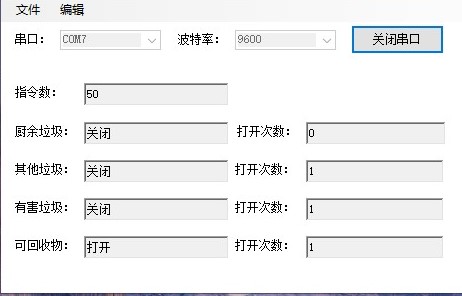 文件 编辑
串口： COM7 波特率： 9600 关闭串口
指令数： 50
厨余垃圾： 关闭 打开次数： 0
其他垃圾： 关闭 打开次数： 1
有害垃圾： 关闭 打开次数： 1
可回收物： 打开 打开次数： 1